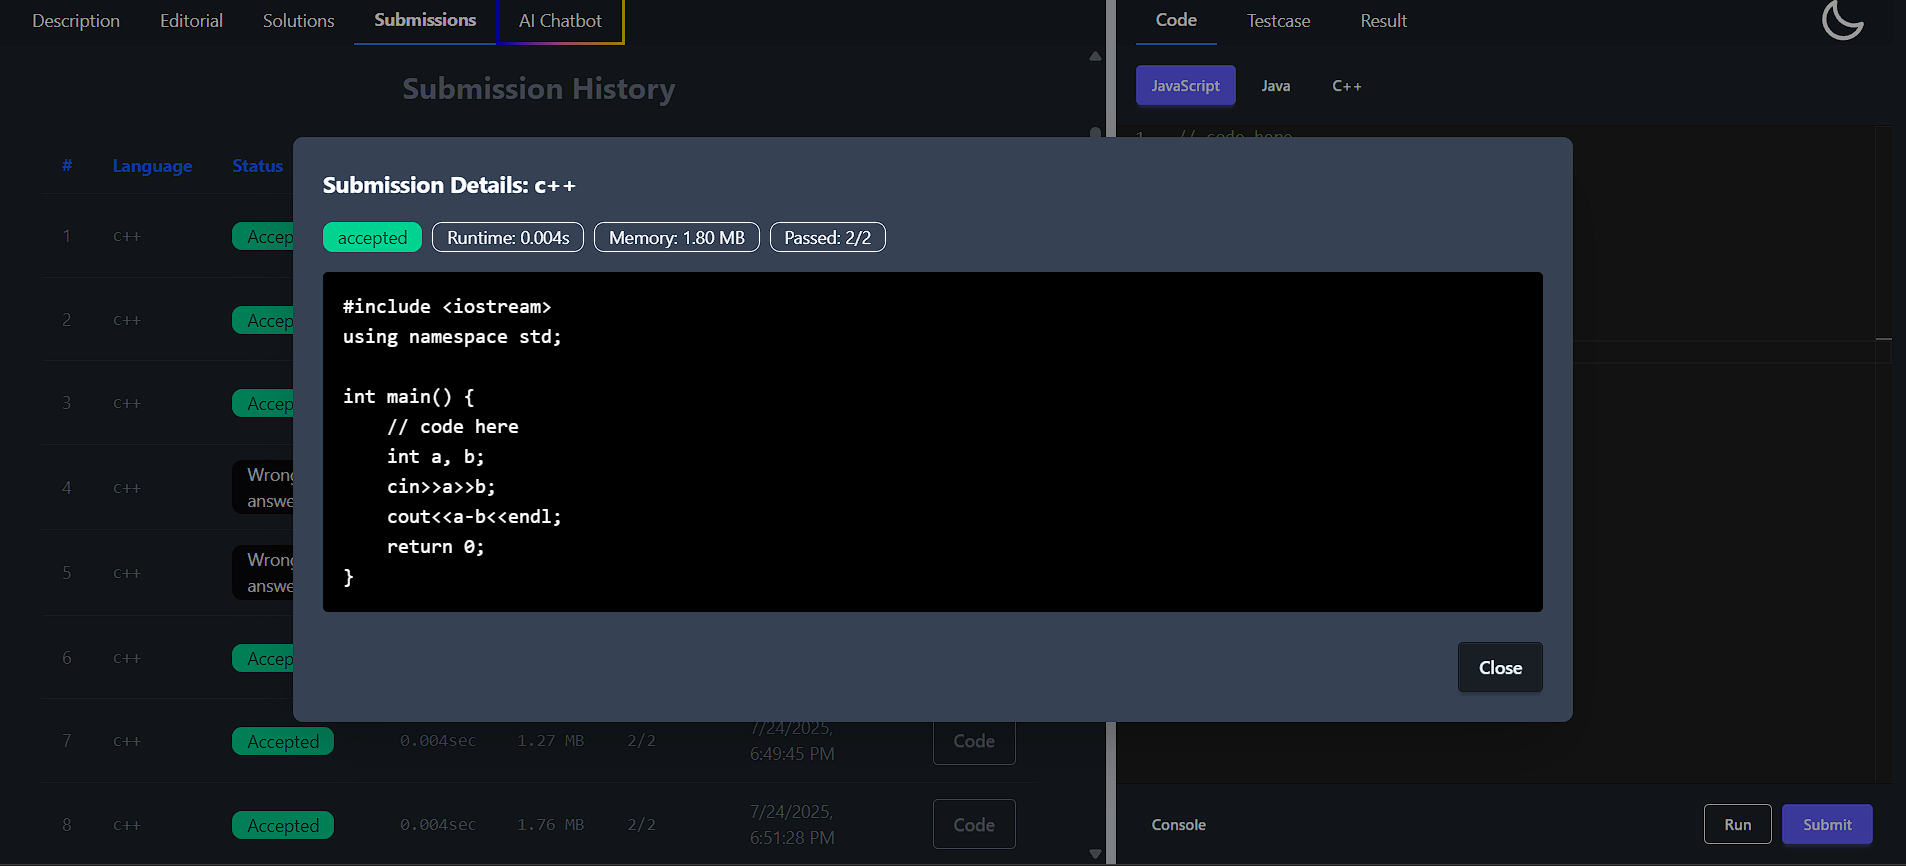 Description Editorial Solutions Submissions AI Chatbot
Code Testcase Result
Submission History
JavaScript Java C++
1 // code here
# Language Status
Submission Details: c++
accepted Runtime: 0.004s Memory: 1.80 MB Passed: 2/2
#include <iostream>
using namespace std;
int main() {
// code here
int a, b;
cin>>a>>b;
cout<<a-b<<endl;
return 0;
}
Close
1 c++ Accep
2 c++ Accep
3 c++ Accep
4 c++ Wrong
answe
5 c++ Wrong
answe
6 c++ Accep
7 c++ Accepted 0.004sec 1.27 MB 2/2 7/24/2025,
6:49:45 PM Code
8 c++ Accepted 0.004sec 1.76 MB 2/2 7/24/2025,
6:51:28 PM Code
Console Run Submit